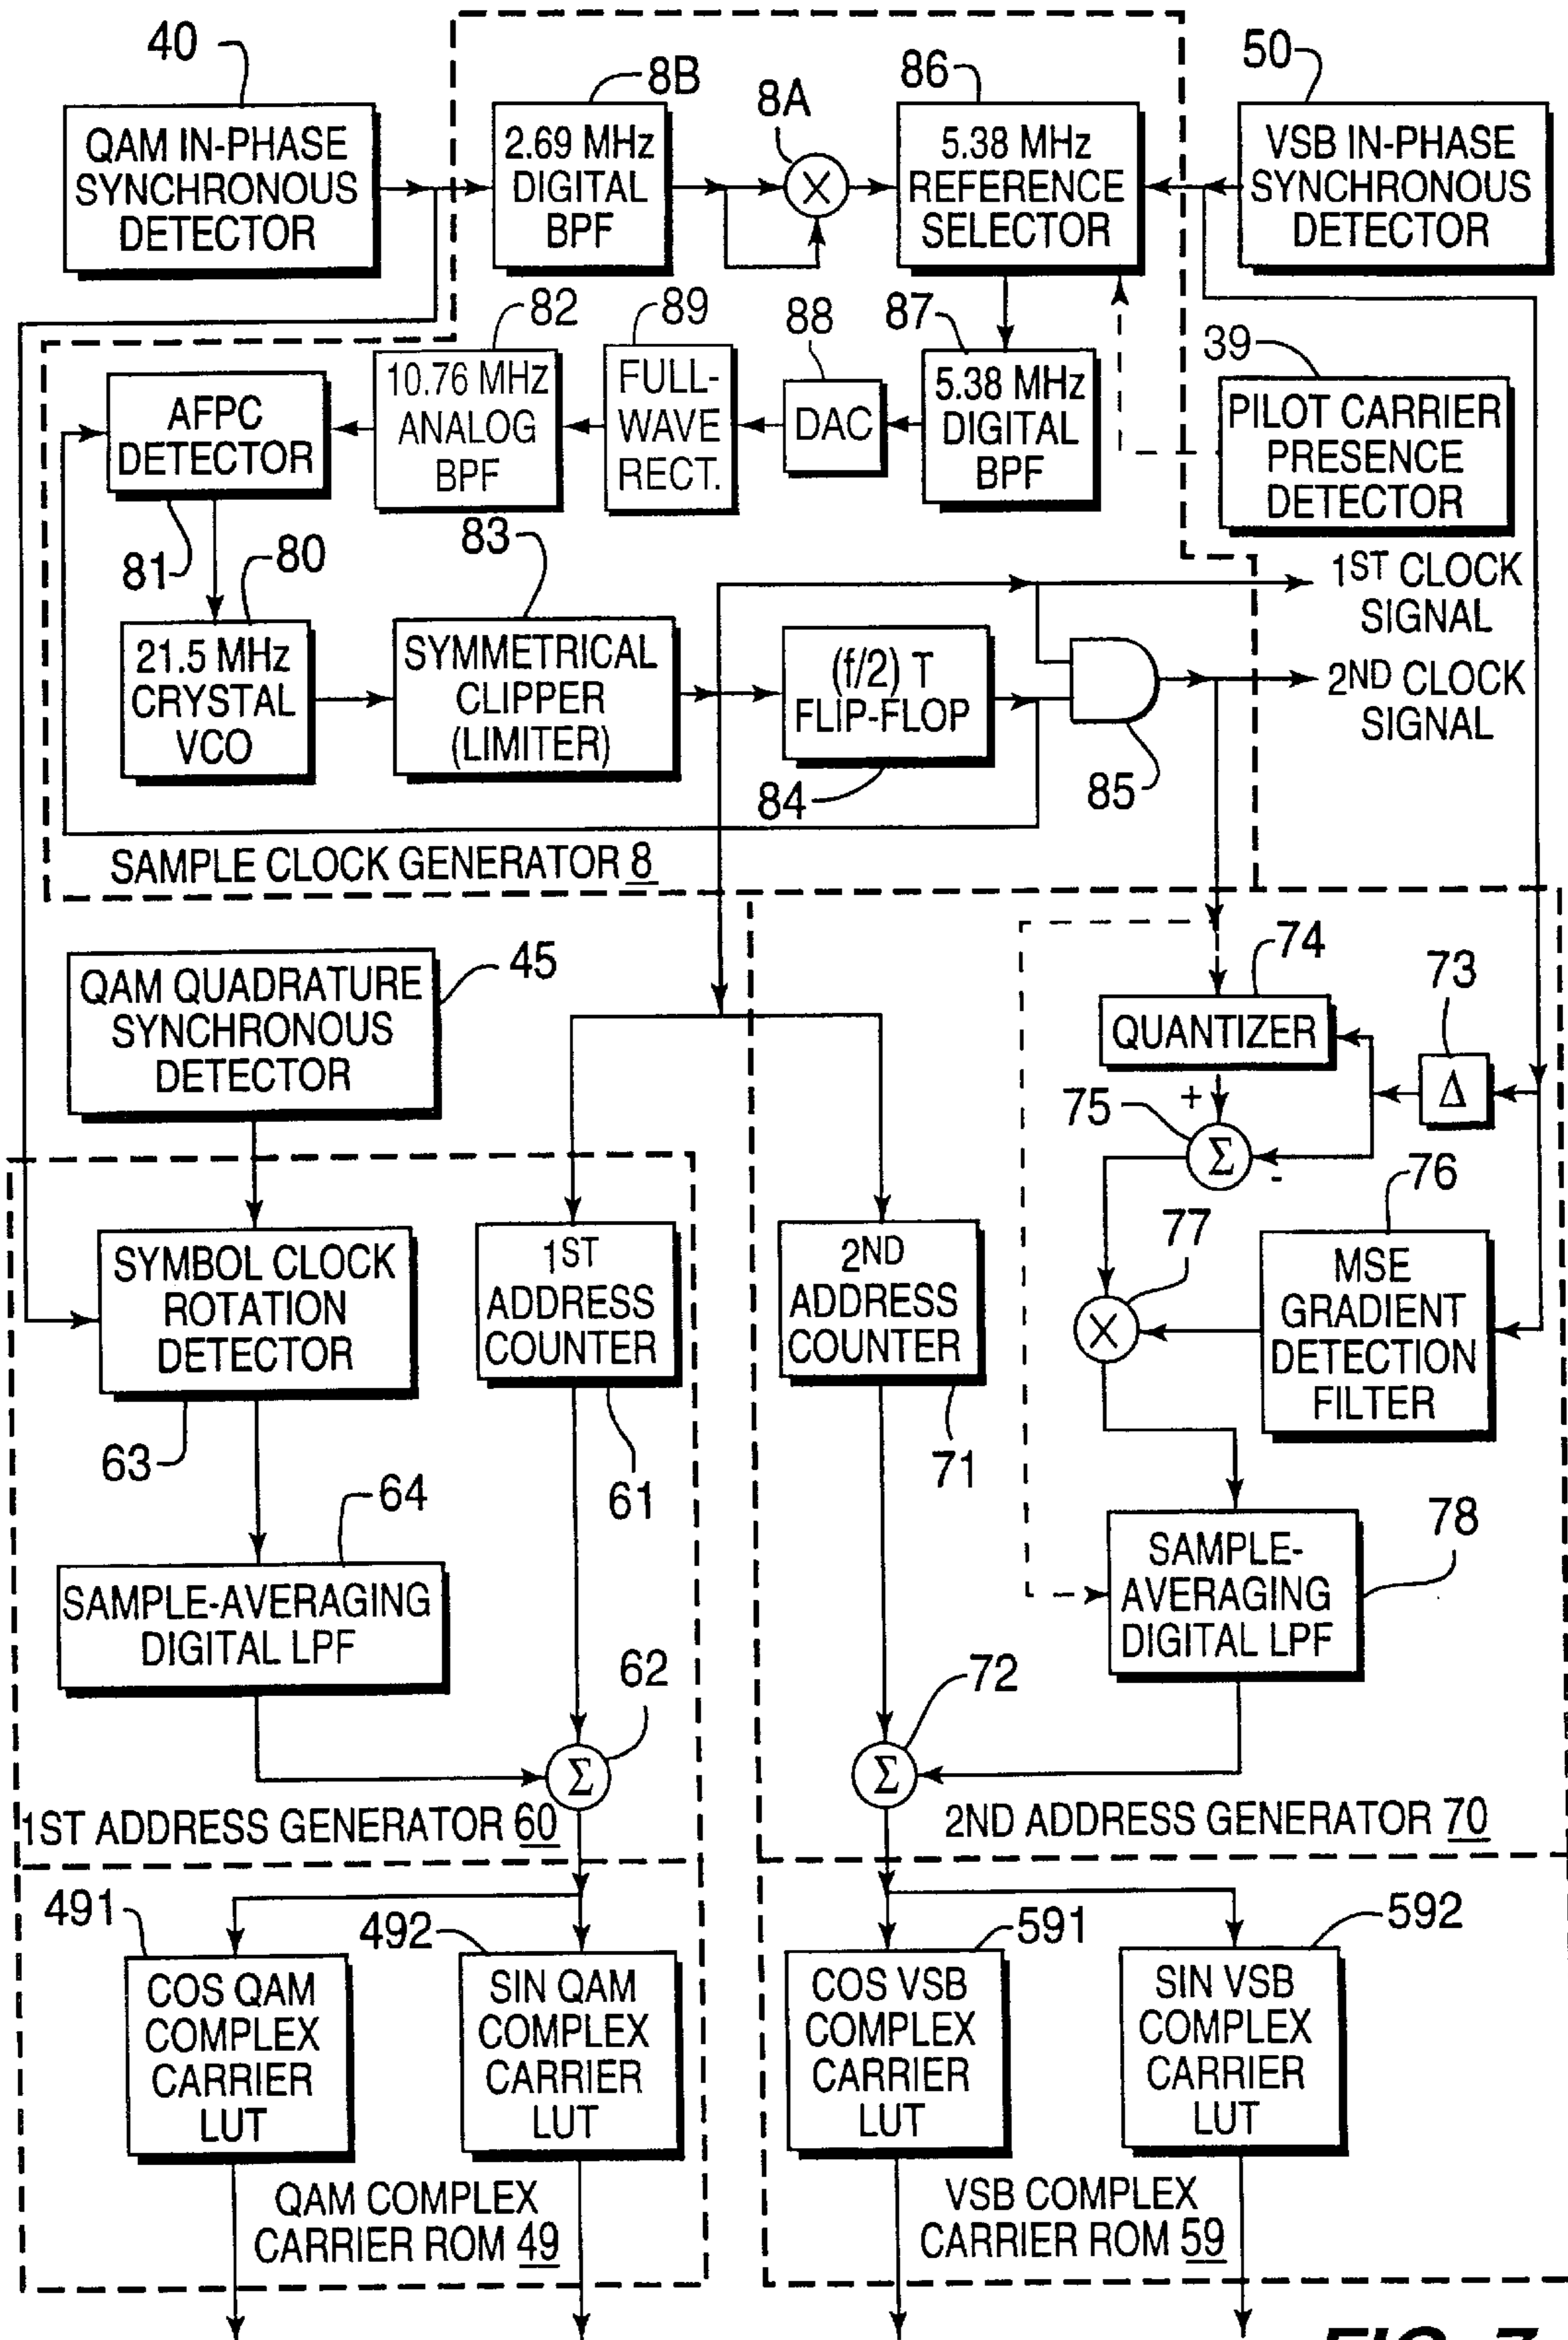 40
8B
8A
86
50
QAM IN-PHASE
SYNCHRONOUS
DETECTOR
2.69 MHz
DIGITAL
BPF
X
5.38 MHz
REFERENCE
SELECTOR
VSB IN-PHASE
SYNCHRONOUS
DETECTOR
82
89
88
87
39
AFPC
DETECTOR
10.76 MHz
ANALOG
BPF
FULL-
WAVE
RECT.
DAC
5.38 MHz
DIGITAL
BPF
PILOT CARRIER
PRESENCE
DETECTOR
81
80
83
1ST CLOCK
SIGNAL
21.5 MHz
CRYSTAL
VCO
SYMMETRICAL
CLIPPER
(LIMITER)
(f/2) T
FLIP-FLOP
2ND CLOCK
SIGNAL
84
85
SAMPLE CLOCK GENERATOR 8
45
74
73
QAM QUADRATURE
SYNCHRONOUS
DETECTOR
QUANTIZER
Δ
75
+
Σ
-
76
77
SYMBOL CLOCK
ROTATION
DETECTOR
1ST
ADDRESS
COUNTER
2ND
ADDRESS
COUNTER
X
MSE
GRADIENT
DETECTION
FILTER
63
61
71
64
78
SAMPLE-AVERAGING
DIGITAL LPF
SAMPLE-
AVERAGING
DIGITAL LPF
62
72
Σ
Σ
1ST ADDRESS GENERATOR 60
2ND ADDRESS GENERATOR 70
491
492
591
592
COS QAM
COMPLEX
CARRIER
LUT
SIN QAM
COMPLEX
CARRIER
LUT
COS VSB
COMPLEX
CARRIER
LUT
SIN VSB
COMPLEX
CARRIER
LUT
QAM COMPLEX
CARRIER ROM 49
VSB COMPLEX
CARRIER ROM 59